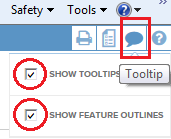 Safety Tools ?
?
Tooltip
SHOW TOOLTIPS
SHOW FEATURE OUTLINES